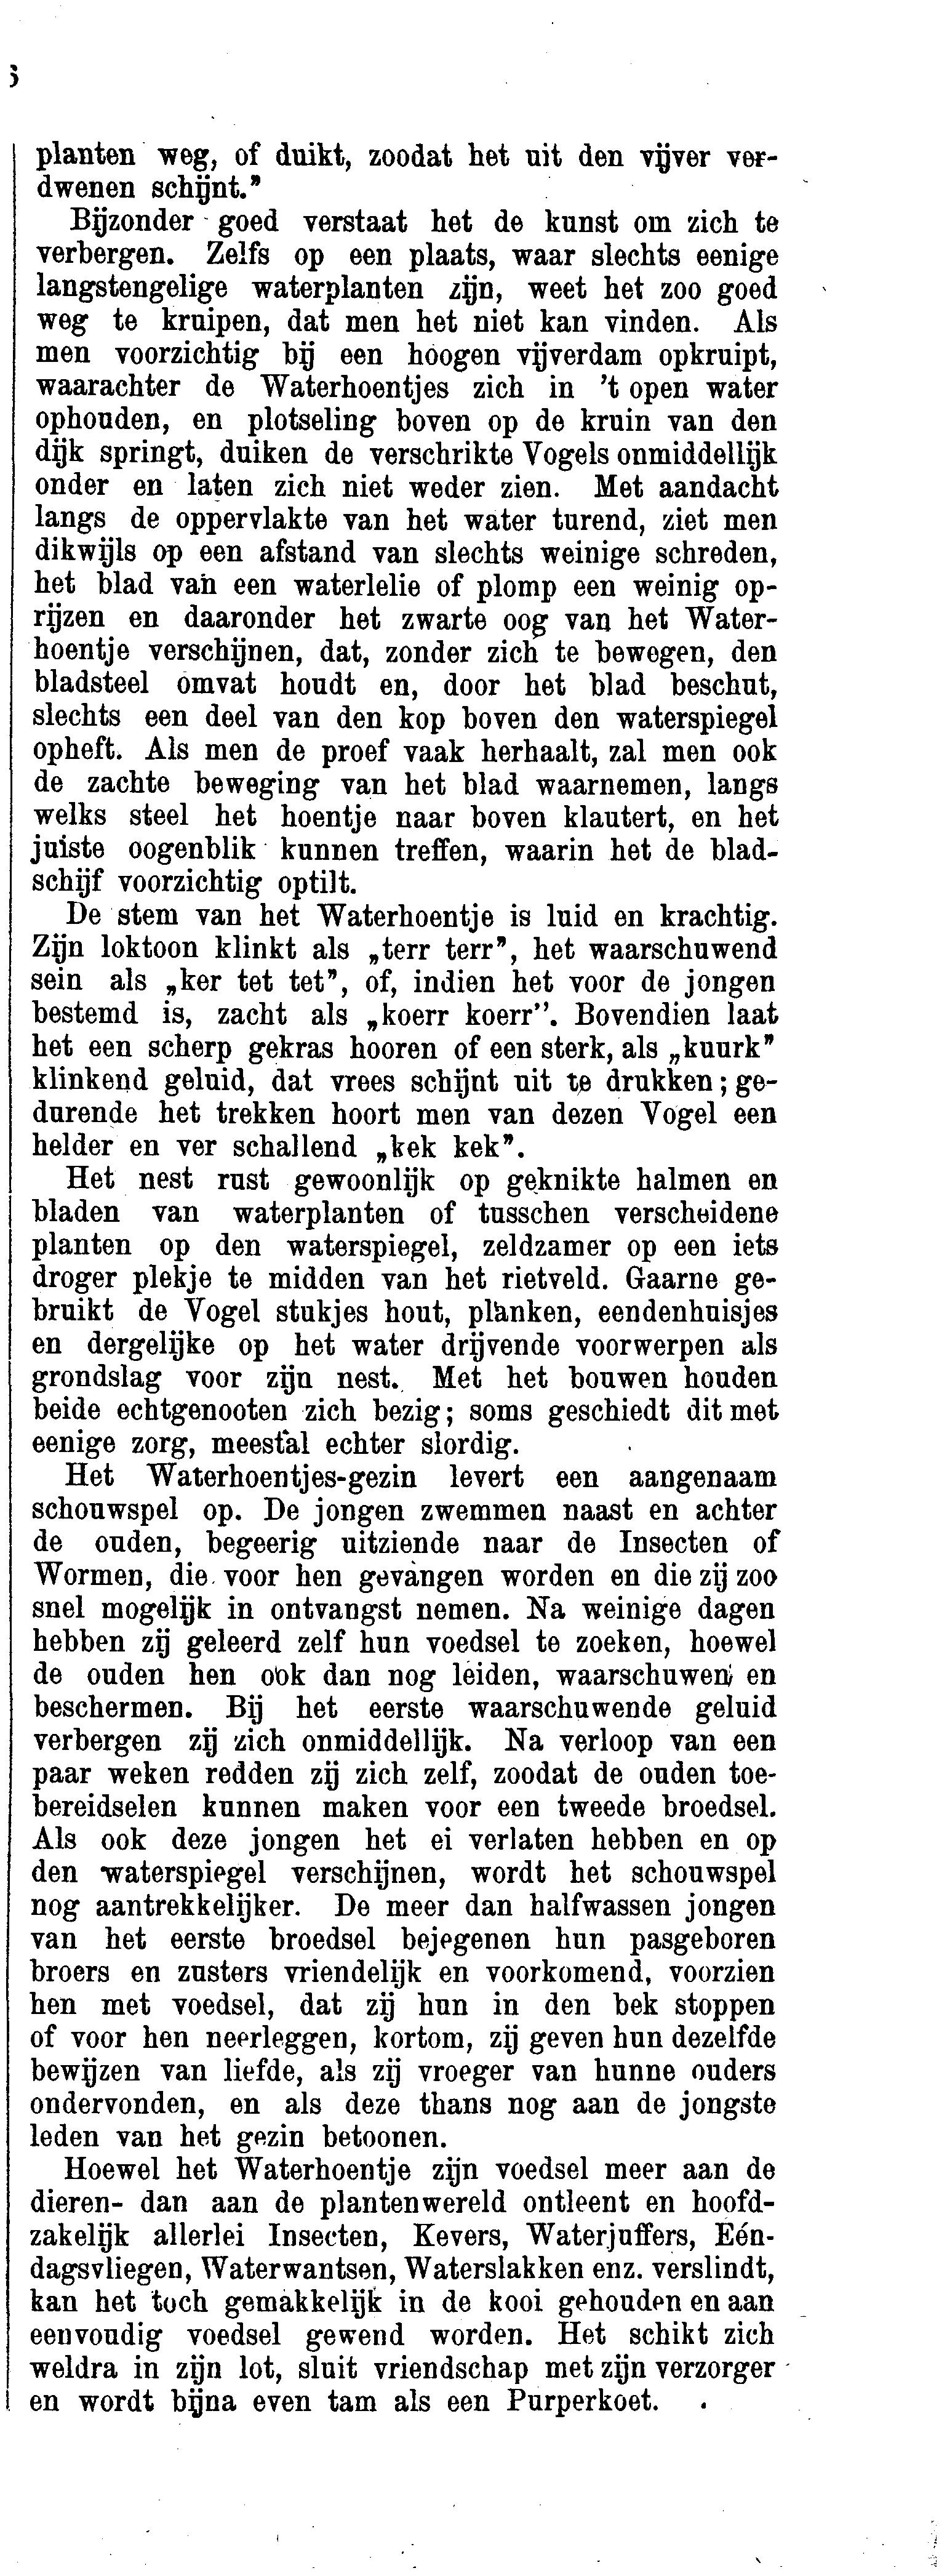 6
planten weg, of duikt, zoodat het uit den vijver ver-
dwenen schijnt.”
Bijzonder goed verstaat het de kunst om zich te
verbergen. Zelfs op een plaats, waar slechts eenige
langstengelige waterplanten zijn, weet het zoo goed
weg te kruipen, dat men het niet kan vinden. Als
men voorzichtig bij een hoogen vijverdam opkruipt,
waarachter de Waterhoentjes zich in ’t open water
ophouden, en plotseling boven op de kruin van den
dijk springt, duiken de verschrikte Vogels onmiddellijk
onder en laten zich niet weder zien. Met aandacht
langs de oppervlakte van het water turend, ziet men
dikwijls op een afstand van slechts weinige schreden,
het blad van een waterlelie of plomp een weinig op-
rijzen en daaronder het zwarte oog van het Water-
hoentje verschijnen, dat, zonder zich te bewegen, den
bladsteel omvat houdt en, door het blad beschut,
slechts een deel van den kop boven den waterspiegel
opheft. Als men de proef vaak herhaalt, zal men ook
de zachte beweging van het blad waarnemen, langs
welks steel het hoentje naar boven klautert, en het
juiste oogenblik kunnen treffen, waarin het de blad-
schijf voorzichtig optilt.
De stem van het Waterhoentje is luid en krachtig.
Zijn loktoon klinkt als „terr terr”, het waarschuwend
sein als „ker tet tet”, of, indien het voor de jongen
bestemd is, zacht als „koerr koerr”. Bovendien laat
het een scherp gekras hooren of een sterk, als „kuurk”
klinkend geluid, dat vrees schijnt uit te drukken; ge-
durende het trekken hoort men van dezen Vogel een
helder en ver schallend „kek kek”.
Het nest rust gewoonlijk op geknikte halmen en
bladen van waterplanten of tusschen verscheidene
planten op den waterspiegel, zeldzamer op een iets
droger plekje te midden van het rietveld. Gaarne ge-
bruikt de Vogel stukjes hout, planken, eendenhuisjes
en dergelijke op het water drijvende voorwerpen als
grondslag voor zijn nest. Met het bouwen houden
beide echtgenooten zich bezig; soms geschiedt dit met
eenige zorg, meestal echter slordig.
Het Waterhoentjes-gezin levert een aangenaam
schouwspel op. De jongen zwemmen naast en achter
de ouden, begeerig uitziende naar de Insecten of
Wormen, die voor hen gevangen worden en die zij zoo
snel mogelijk in ontvangst nemen. Na weinige dagen
hebben zij geleerd zelf hun voedsel te zoeken, hoewel
de ouden hen ook dan nog leiden, waarschuwen en
beschermen. Bij het eerste waarschuwende geluid
verbergen zij zich onmiddellijk. Na verloop van een
paar weken redden zij zich zelf, zoodat de ouden toe-
bereidselen kunnen maken voor een tweede broedsel.
Als ook deze jongen het ei verlaten hebben en op
den waterspiegel verschijnen, wordt het schouwspel
nog aantrekkelijker. De meer dan halfwassen jongen
van het eerste broedsel bejegenen hun pasgeboren
broers en zusters vriendelijk en voorkomend, voorzien
hen met voedsel, dat zij hun in den bek stoppen
of voor hen neerleggen, kortom, zij geven hun dezelfde
bewijzen van liefde, als zij vroeger van hunne ouders
ondervonden, en als deze thans nog aan de jongste
leden van het gezin betoonen.
Hoewel het Waterhoentje zijn voedsel meer aan de
dieren- dan aan de plantenwereld ontleent en hoofd-
zakelijk allerlei Insecten, Kevers, Waterjuffers, Eén-
dagsvliegen, Waterwantsen, Waterslakken enz. verslindt,
kan het toch gemakkelijk in de kooi gehouden en aan
eenvoudig voedsel gewend worden. Het schikt zich
weldra in zijn lot, sluit vriendschap met zijn verzorger
en wordt bijna even tam als een Purperkoet.